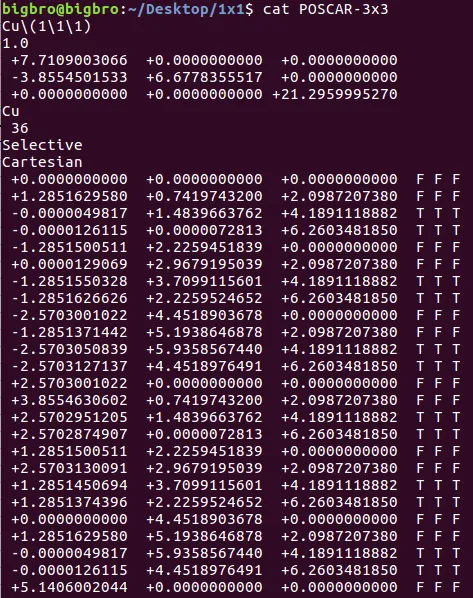 bigbro@bigbro:~/Desktop/1x1$ cat POSCAR-3x3
Cu\(1\1\1)
1.0
+7.7109003066 +0.0000000000 +0.0000000000
-3.8554501533 +6.6778355517 +0.0000000000
+0.0000000000 +0.0000000000 +21.2959995270
Cu
36
Selective
Cartesian
+0.0000000000 +0.0000000000 +0.0000000000 F F F
+1.2851629580 +0.7419743200 +2.0987207380 F F F
-0.0000049817 +1.4839663762 +4.1891118882 T T T
-0.0000126115 +0.0000072813 +6.2603481850 T T T
-1.2851500511 +2.2259451839 +0.0000000000 F F F
+0.0000129069 +2.9679195039 +2.0987207380 F F F
-1.2851550328 +3.7099115601 +4.1891118882 T T T
-1.2851626626 +2.2259524652 +6.2603481850 T T T
-2.5703001022 +4.4518903678 +0.0000000000 F F F
-1.2851371442 +5.1938646878 +2.0987207380 F F F
-2.5703050839 +5.9358567440 +4.1891118882 T T T
-2.5703127137 +4.4518976491 +6.2603481850 T T T
+2.5703001022 +0.0000000000 +0.0000000000 F F F
+3.8554630602 +0.7419743200 +2.0987207380 F F F
+2.5702951205 +1.4839663762 +4.1891118882 T T T
+2.5702874907 +0.0000072813 +6.2603481850 T T T
+1.2851500511 +2.2259451839 +0.0000000000 F F F
+2.5703130091 +2.9679195039 +2.0987207380 F F F
+1.2851450694 +3.7099115601 +4.1891118882 T T T
+1.2851374396 +2.2259524652 +6.2603481850 T T T
+0.0000000000 +4.4518903678 +0.0000000000 F F F
+1.2851629580 +5.1938646878 +2.0987207380 F F F
-0.0000049817 +5.9358567440 +4.1891118882 T T T
-0.0000126115 +4.4518976491 +6.2603481850 T T T
+5.1406002044 +0.0000000000 +0.0000000000 F F F